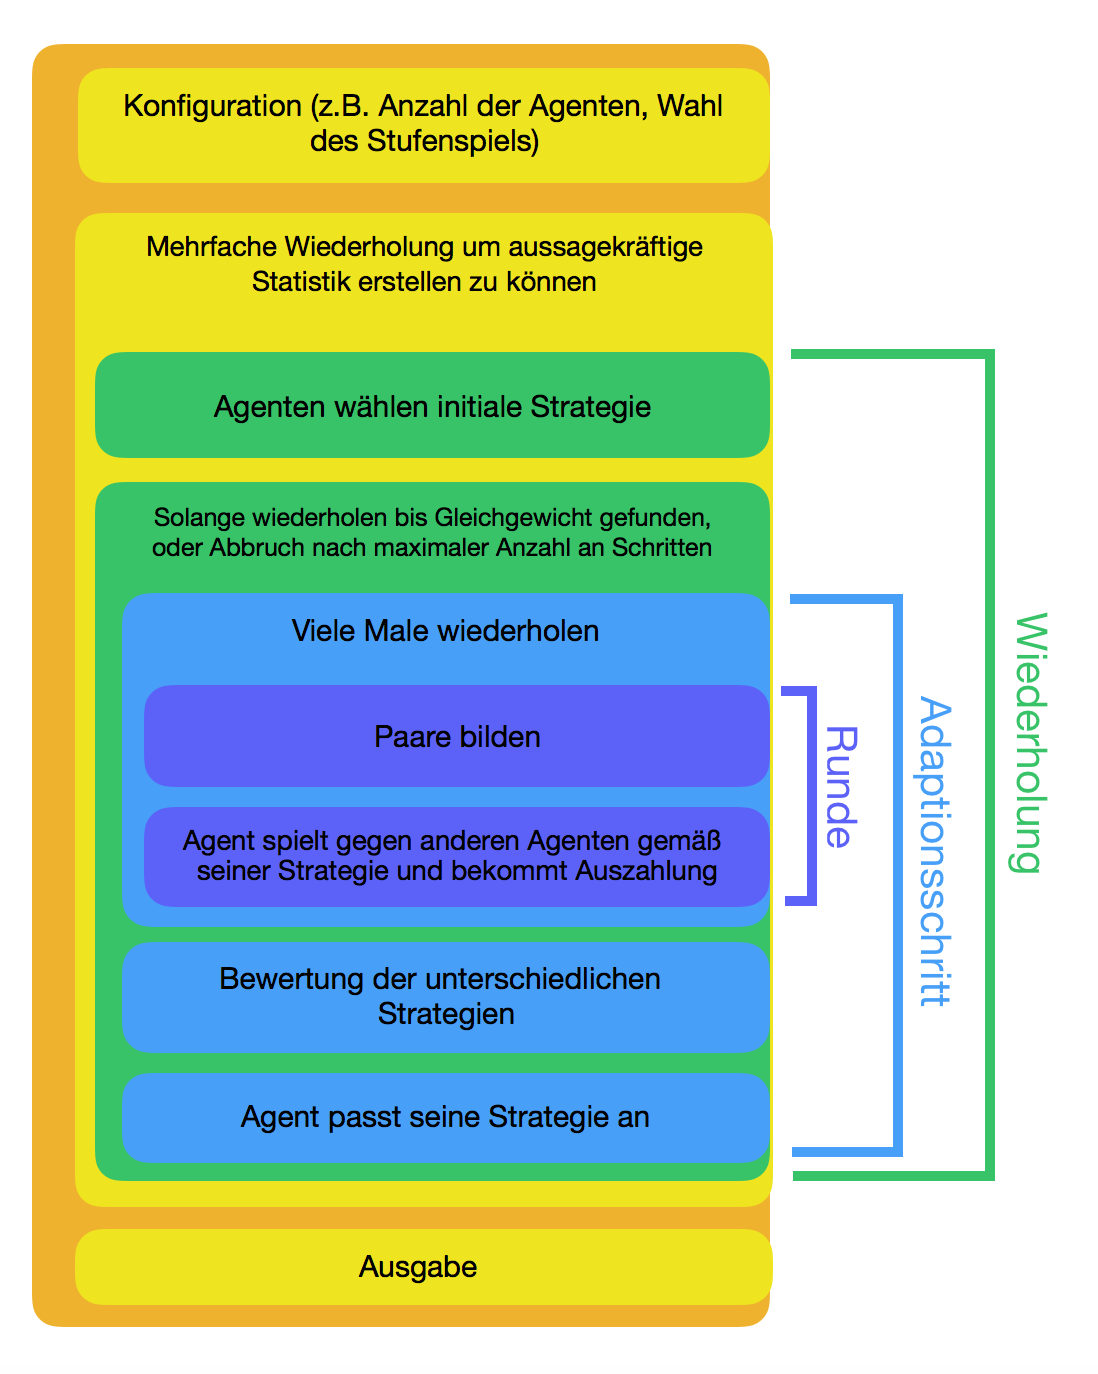 Konfiguration (z.B. Anzahl der Agenten, Wahl
des Stufenspiels)
Mehrfache Wiederholung um aussagekräftige
Statistik erstellen zu können
Agenten wählen initiale Strategie
Solange wiederholen bis Gleichgewicht gefunden,
oder Abbruch nach maximaler Anzahl an Schritten
Viele Male wiederholen
Paare bilden
Agent spielt gegen anderen Agenten gemäß
seiner Strategie und bekommt Auszahlung
Bewertung der unterschiedlichen
Strategien
Agent passt seine Strategie an
Ausgabe
Runde
Adaptionsschritt
Wiederholung